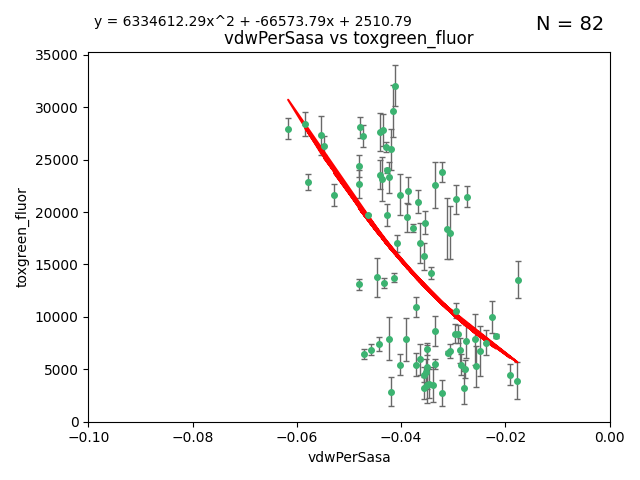 y = 6334612.29x^2 + -66573.79x + 2510.79
N = 82
vdwPerSasa vs toxgreen_fluor
35000
30000
25000
20000
15000
10000
5000
0
toxgreen_fluor
−0.10 −0.08 −0.06 −0.04 −0.02 0.00
vdwPerSasa